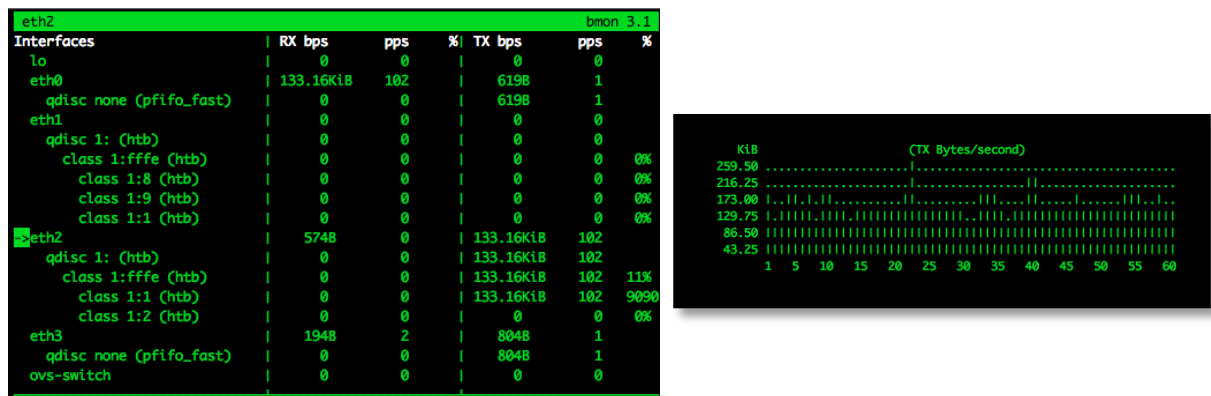 eth2 bmon 3.1
Interfaces | RX bps pps %| TX bps pps %
lo | 0 0 | 0 0
eth0 | 133.16KiB 102 | 619B 1
qdisc none (pfifo_fast) | 0 0 | 619B 1
eth1 | 0 0 | 0 0
qdisc 1: (htb) | 0 0 | 0 0
class 1:fffe (htb) | 0 0 | 0 0 0%
class 1:8 (htb) | 0 0 | 0 0 0%
class 1:9 (htb) | 0 0 | 0 0 0%
class 1:1 (htb) | 0 0 | 0 0 0%
->eth2 | 574B 0 | 133.16KiB 102
qdisc 1: (htb) | 0 0 | 133.16KiB 102
class 1:fffe (htb) | 0 0 | 133.16KiB 102 11%
class 1:1 (htb) | 0 0 | 133.16KiB 102 9090
class 1:2 (htb) | 0 0 | 0 0 0%
eth3 | 194B 2 | 804B 1
qdisc none (pfifo_fast) | 0 0 | 804B 1
ovs-switch | 0 0 | 0 0
KiB (TX Bytes/second)
259.50
216.25
173.00
129.75
86.50
43.25
1 5 10 15 20 25 30 35 40 45 50 55 60